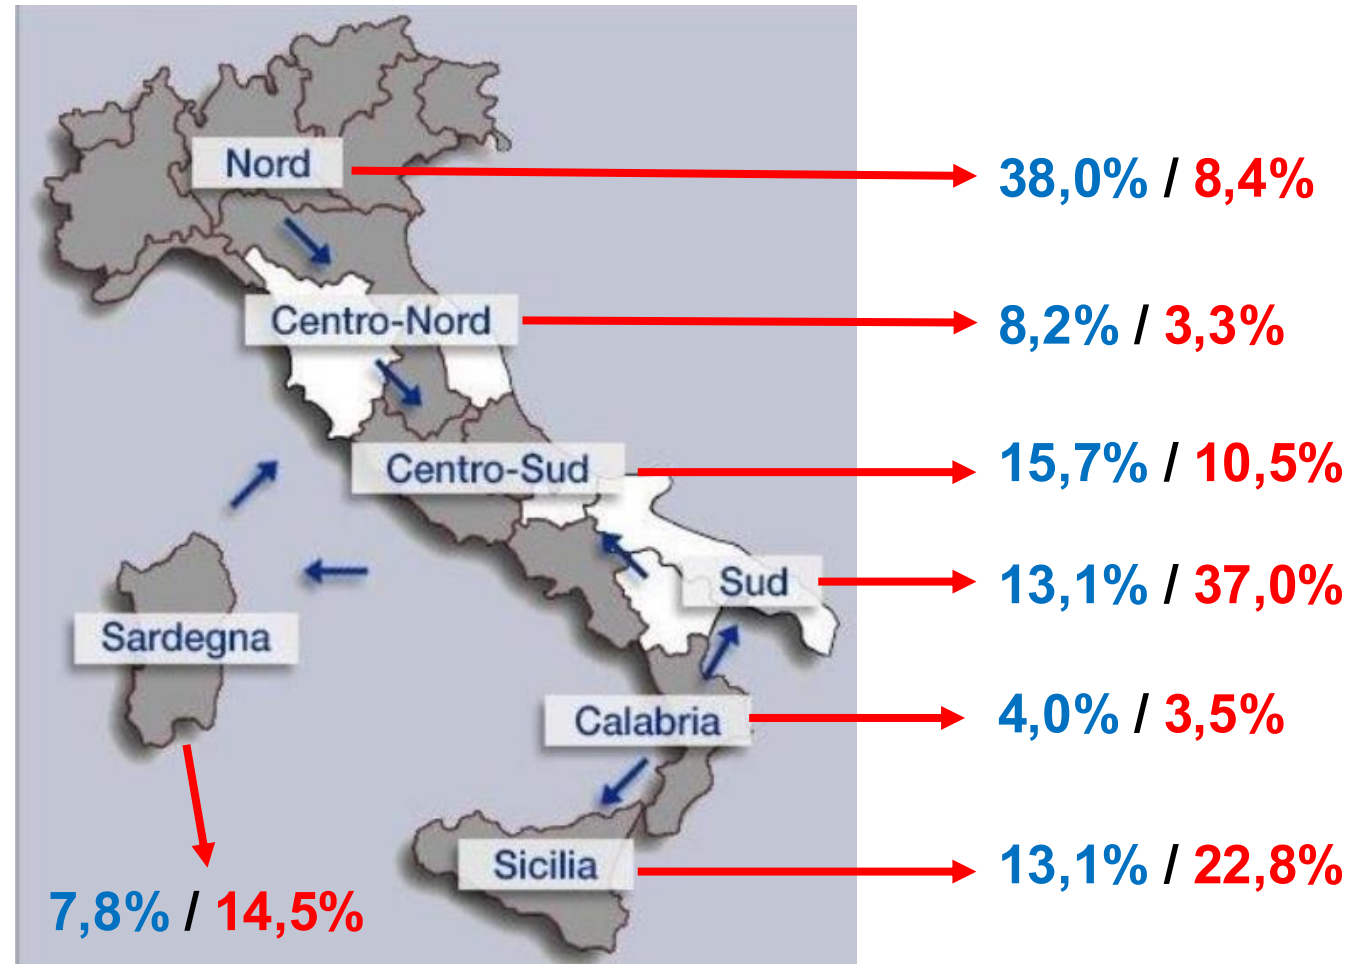 Nord
38,0% / 8,4%
Centro-Nord
8,2% / 3,3%
Centro-Sud
15,7% / 10,5%
Sud
13,1% / 37,0%
Sardegna
Calabria
4,0% / 3,5%
Sicilia
13,1% / 22,8%
7,8% / 14,5%